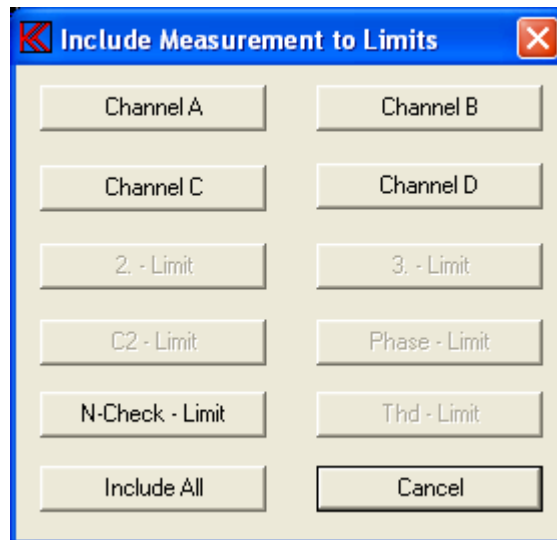 Include Measurement to Limits
Channel A
Channel B
Channel C
Channel D
2. - Limit
3. - Limit
C2 - Limit
Phase - Limit
N-Check - Limit
Thd - Limit
Include All
Cancel